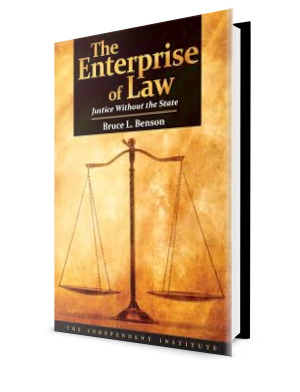 The
Enterprise
of Law
Justice Without the State
Bruce L. Benson
THE INDEPENDENT INSTITUTE